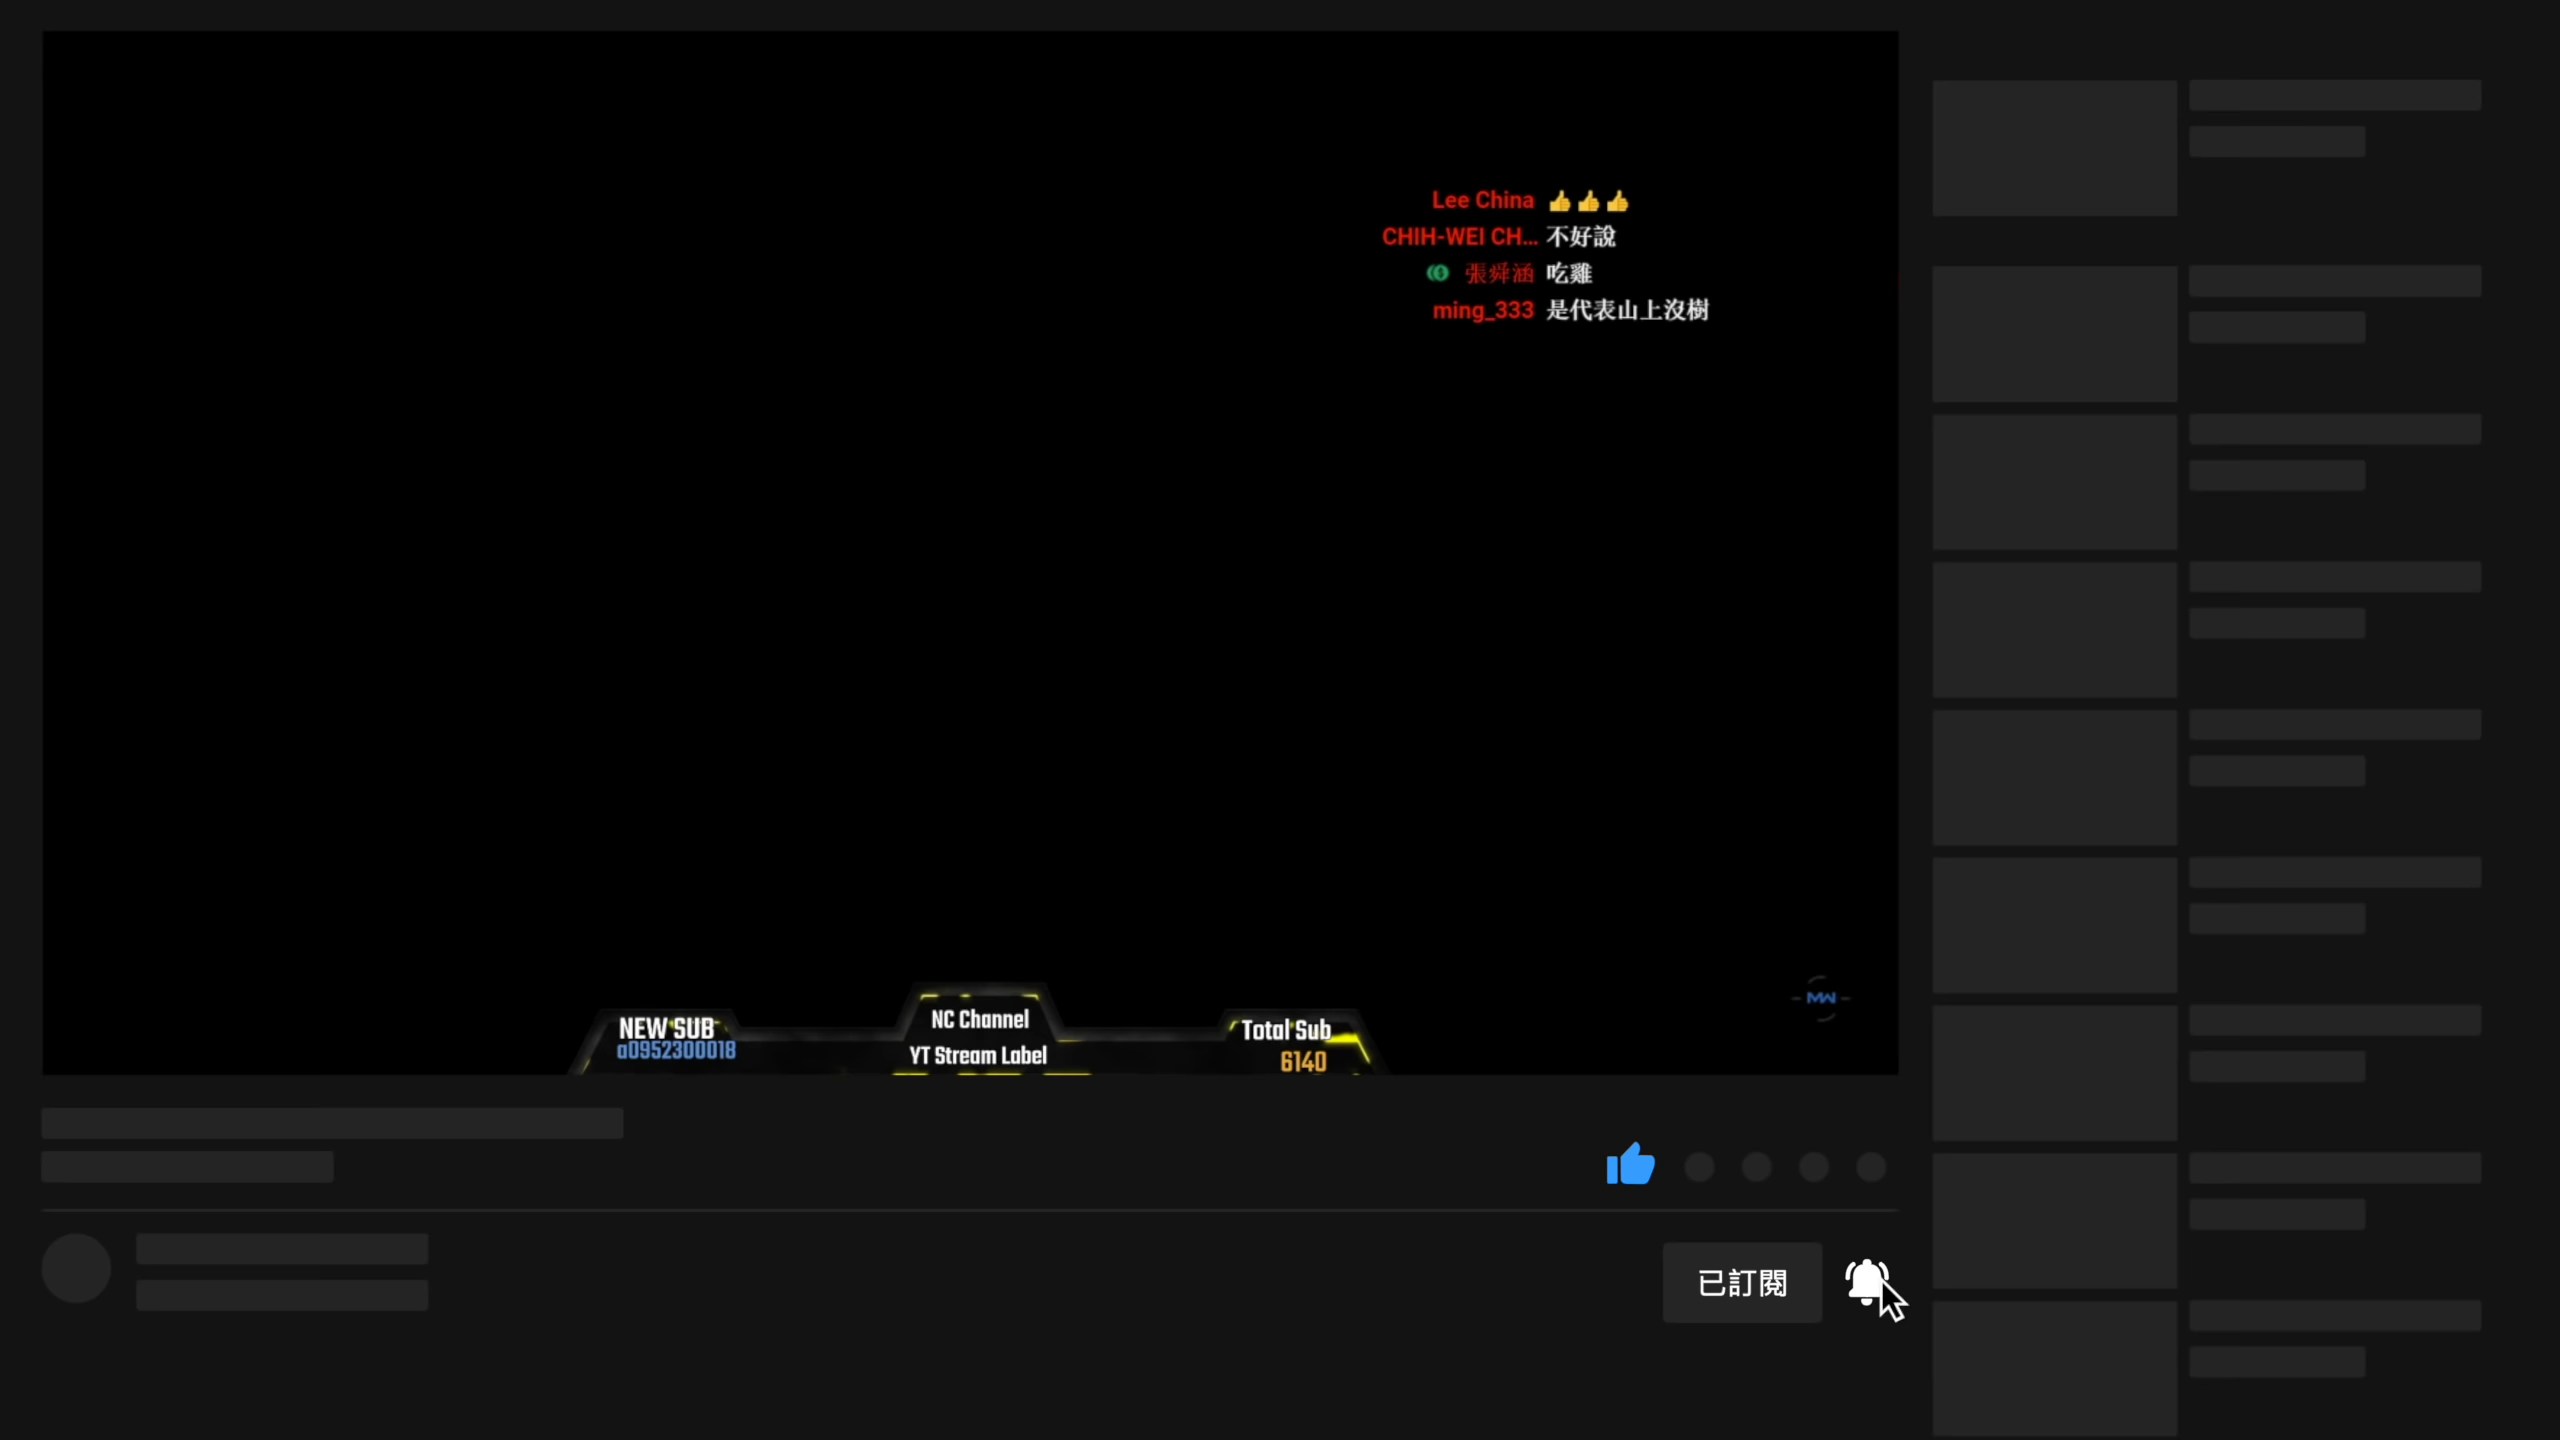 Lee China 👍👍👍
CHIH-WEI CH... 不好說
張舜涵 吃雞
ming_333 是代表山上沒樹
MW
NC Channel
NEW SUB
Total Sub
a0952300018
YT Stream Label
6140
已訂閱